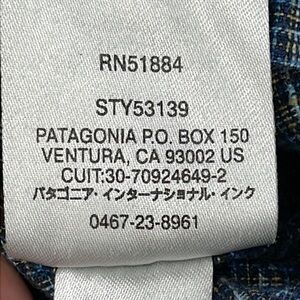 RN51884
STY53139
PATAGONIA P.O. BOX 150
VENTURA, CA 93002 US
CUIT:30-70924649-2
パタゴニア・インターナショナル・インク
0467-23-8961